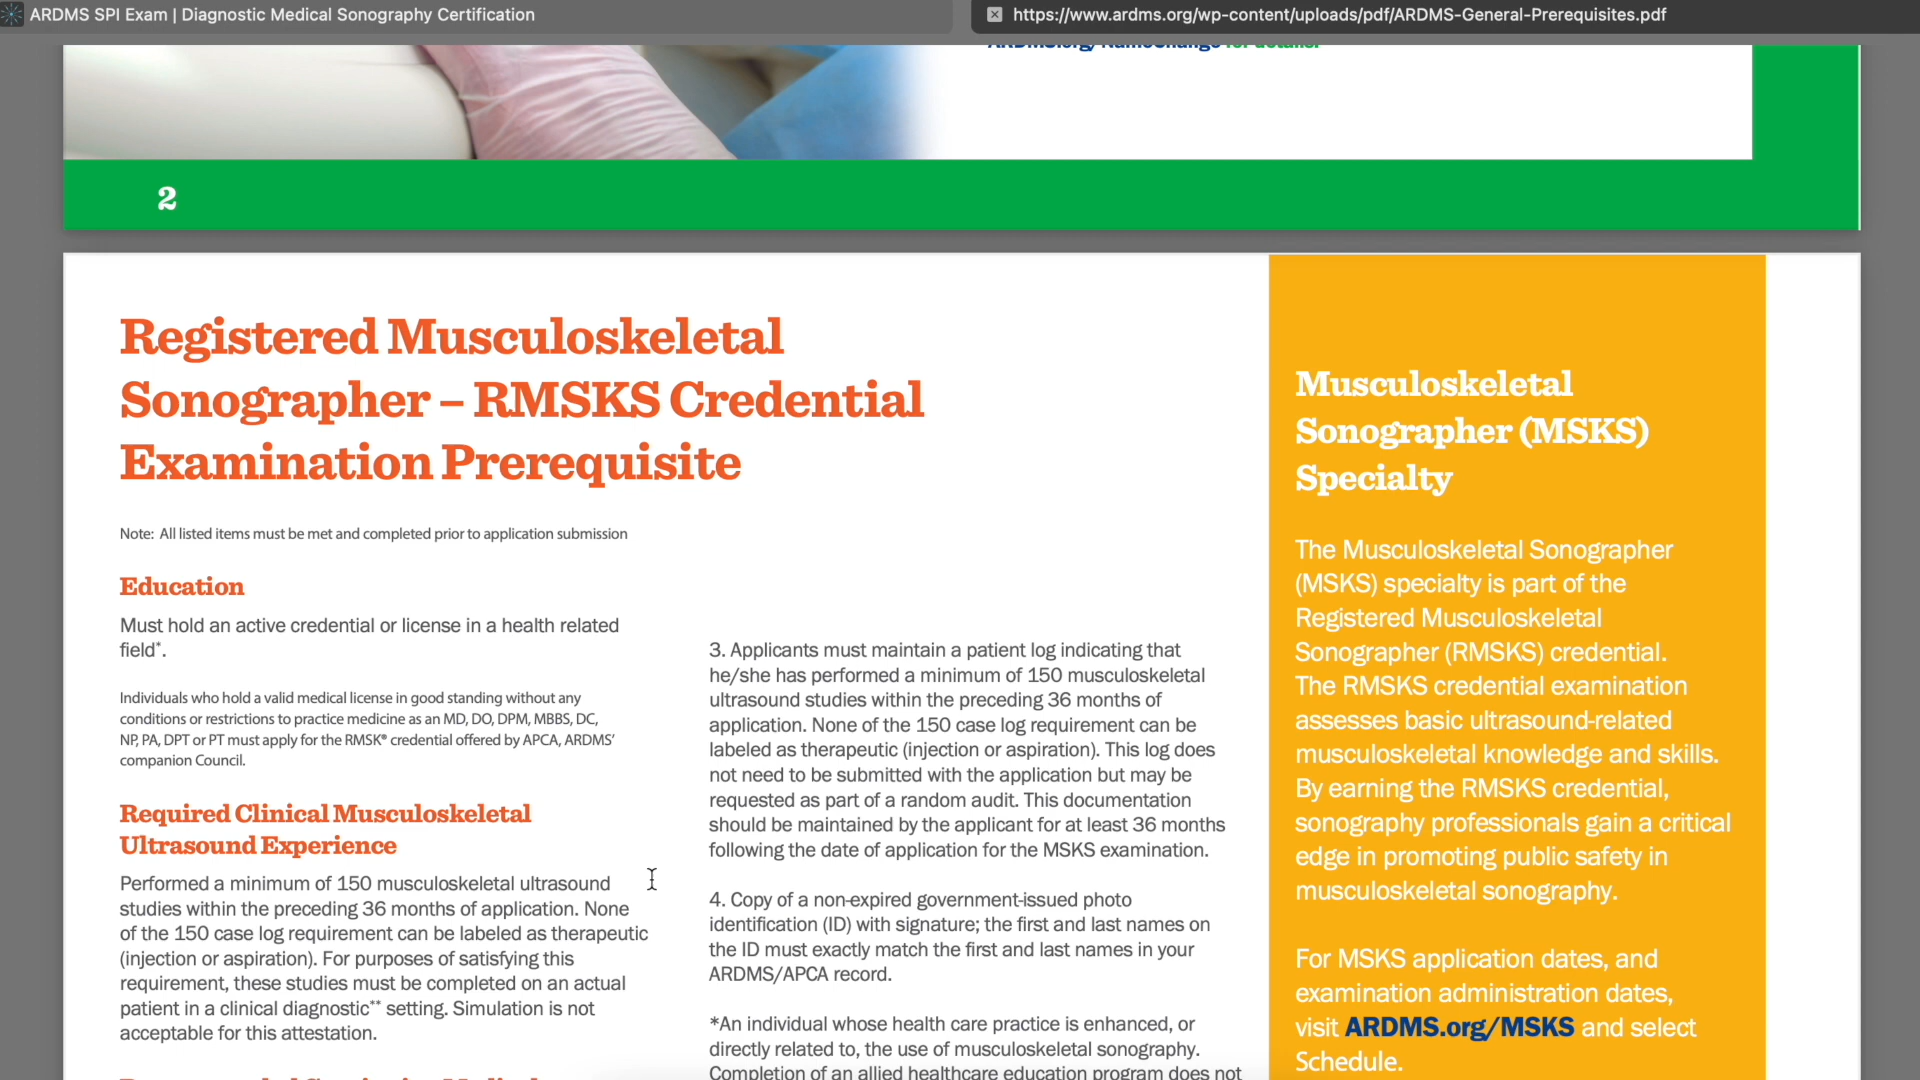 ARDMS SPI Exam | Diagnostic Medical Sonography Certification
https://www.ardms.org/wp-content/uploads/pdf/ARDMS-General-Prerequisites.pdf
ARDMS.org/NameChange for details.
2
Registered Musculoskeletal
Sonographer – RMSKS Credential
Examination Prerequisite
Note: All listed items must be met and completed prior to application submission
Education
Must hold an active credential or license in a health related
field*.
Individuals who hold a valid medical license in good standing without any
conditions or restrictions to practice medicine as an MD, DO, DPM, MBBS, DC,
NP, PA, DPT or PT must apply for the RMSK® credential offered by APCA, ARDMS’
companion Council.
Required Clinical Musculoskeletal
Ultrasound Experience
Performed a minimum of 150 musculoskeletal ultrasound
studies within the preceding 36 months of application. None
of the 150 case log requirement can be labeled as therapeutic
(injection or aspiration). For purposes of satisfying this
requirement, these studies must be completed on an actual
patient in a clinical diagnostic** setting. Simulation is not
acceptable for this attestation.
3. Applicants must maintain a patient log indicating that
he/she has performed a minimum of 150 musculoskeletal
ultrasound studies within the preceding 36 months of
application. None of the 150 case log requirement can be
labeled as therapeutic (injection or aspiration). This log does
not need to be submitted with the application but may be
requested as part of a random audit. This documentation
should be maintained by the applicant for at least 36 months
following the date of application for the MSKS examination.
4. Copy of a non-expired government-issued photo
identification (ID) with signature; the first and last names on
the ID must exactly match the first and last names in your
ARDMS/APCA record.
*An individual whose health care practice is enhanced, or
directly related to, the use of musculoskeletal sonography.
Completion of an allied healthcare education program does not
Musculoskeletal
Sonographer (MSKS)
Specialty
The Musculoskeletal Sonographer
(MSKS) specialty is part of the
Registered Musculoskeletal
Sonographer (RMSKS) credential.
The RMSKS credential examination
assesses basic ultrasound-related
musculoskeletal knowledge and skills.
By earning the RMSKS credential,
sonography professionals gain a critical
edge in promoting public safety in
musculoskeletal sonography.
For MSKS application dates, and
examination administration dates,
visit ARDMS.org/MSKS and select
Schedule.